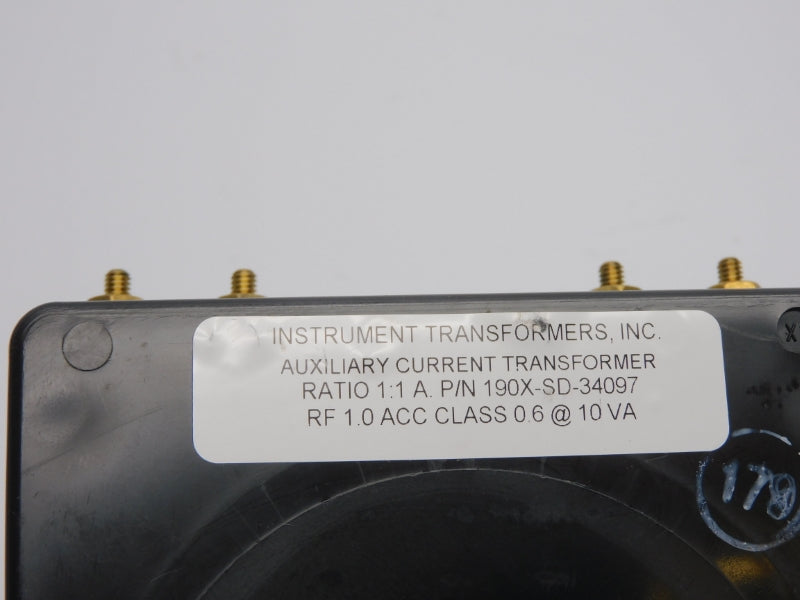 INSTRUMENT TRANSFORMERS, INC.
AUXILIARY CURRENT TRANSFORMER
RATIO 1:1 A. P/N 190X-SD-34097
RF 1.0 ACC CLASS 0.6 @ 10 VA
X
178